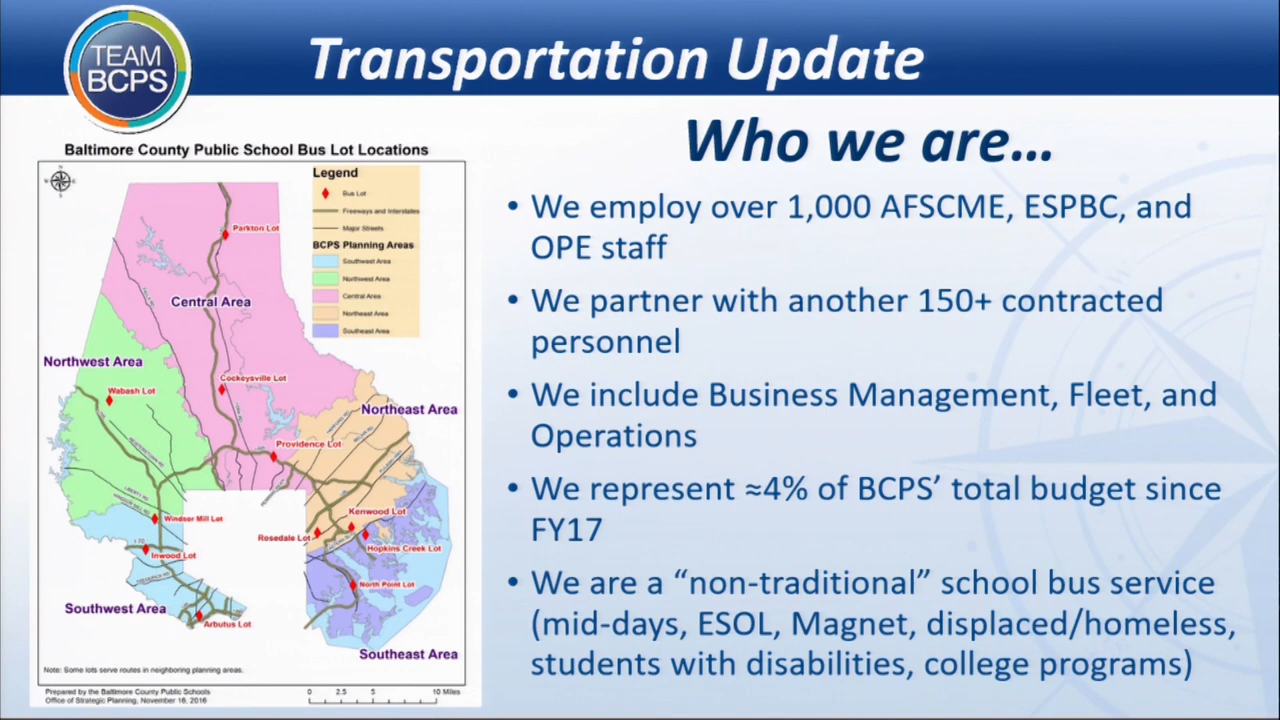 TEAM
BCPS
Transportation Update
Who we are...
• We employ over 1,000 AFSCME, ESPBC, and
OPE staff
• We partner with another 150+ contracted
personnel
• We include Business Management, Fleet, and
Operations
• We represent ≈4% of BCPS’ total budget since
FY17
• We are a “non-traditional” school bus service
(mid-days, ESOL, Magnet, displaced/homeless,
students with disabilities, college programs)
Baltimore County Public School Bus Lot Locations
Legend
Bus Lot
Freeways and Interstates
Major Streets
BCPS Planning Areas
Southwest Area
Northwest Area
Central Area
Northeast Area
Southeast Area
Parkton Lot
Central Area
Northwest Area
Cockeysville Lot
Wabash Lot
Northeast Area
Providence Lot
LIBERTY RD
Kenwood Lot
Windsor Mill Lot
Rosedale Lot
I 70
Hopkins Creek Lot
Inwood Lot
North Point Lot
Southwest Area
Arbutus Lot
Southeast Area
Note: Some lots serve routes in neighboring planning areas.
Prepared by the Baltimore County Public Schools
Office of Strategic Planning, November 16, 2016
0 2.5 5 10 Miles